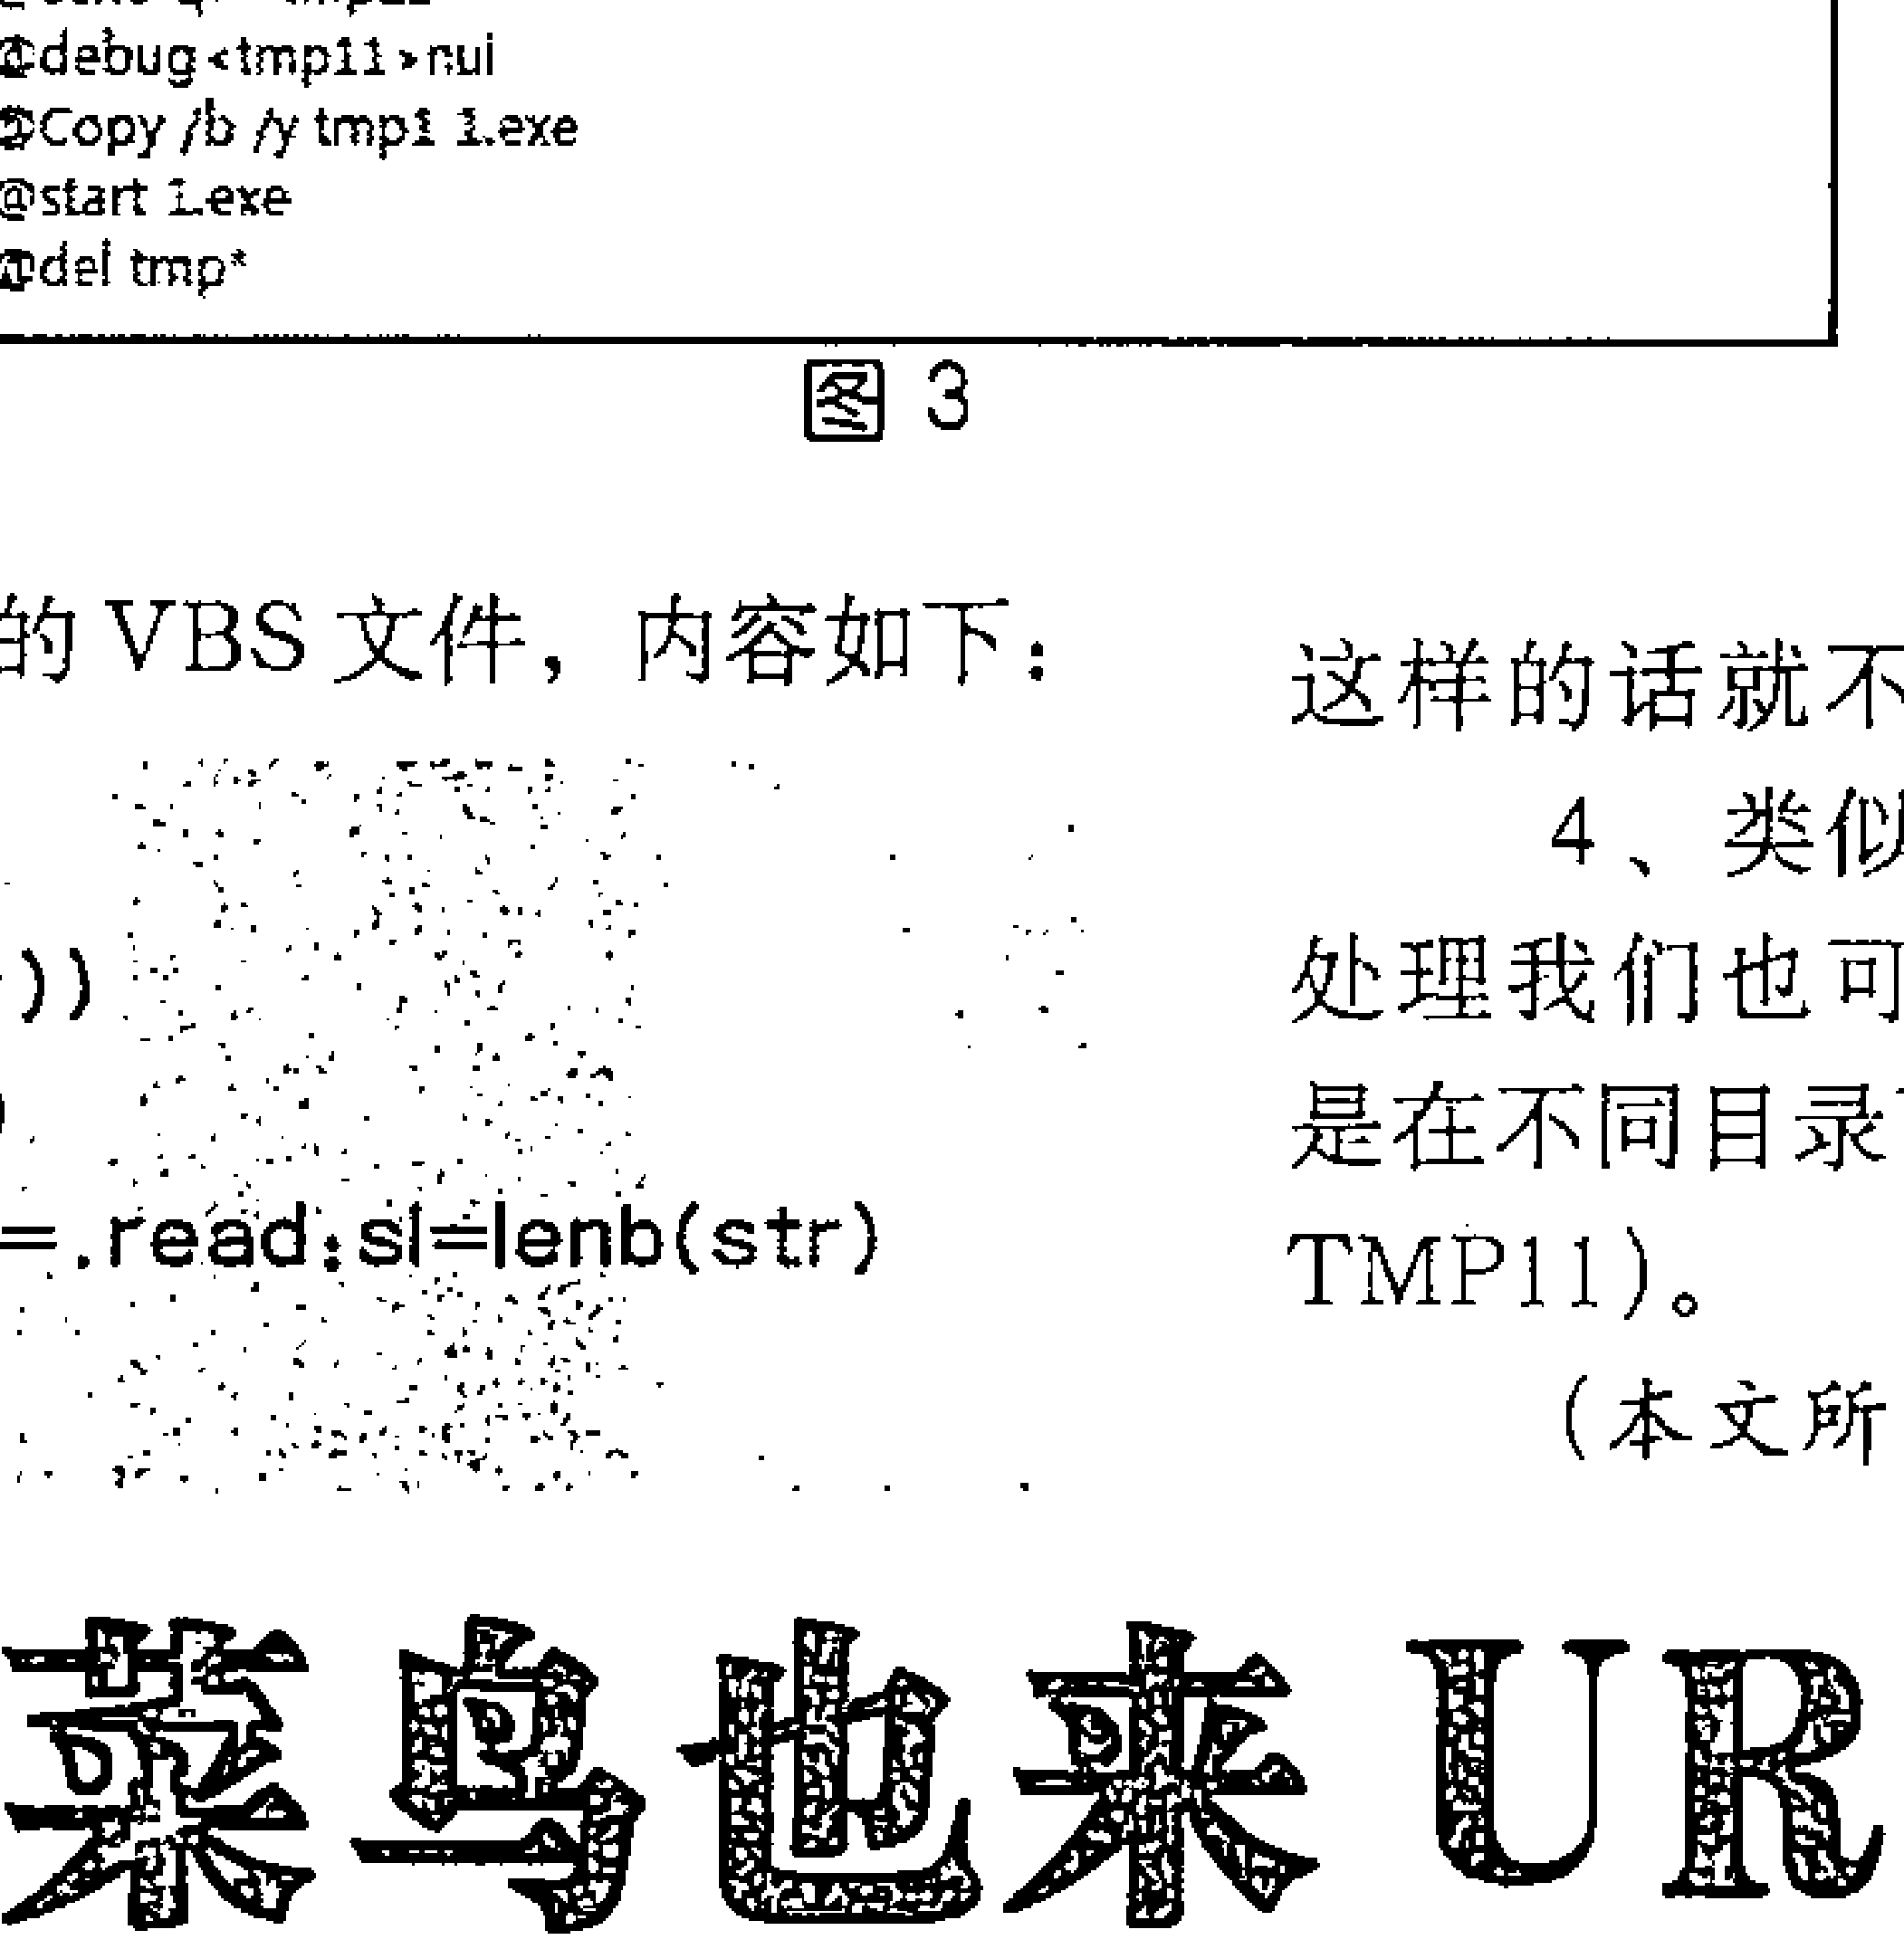 @debug<tmp11>nul
@Copy /b /y tmp1 1.exe
@start 1.exe
@del tmp*
图 3
的 VBS 文件，内容如下：
))
)
=.read:sl=lenb(str)
这样的话就不
4、类似
处理我们也可
是在不同目录
TMP11)。
(本文所
菜鸟也来 UR